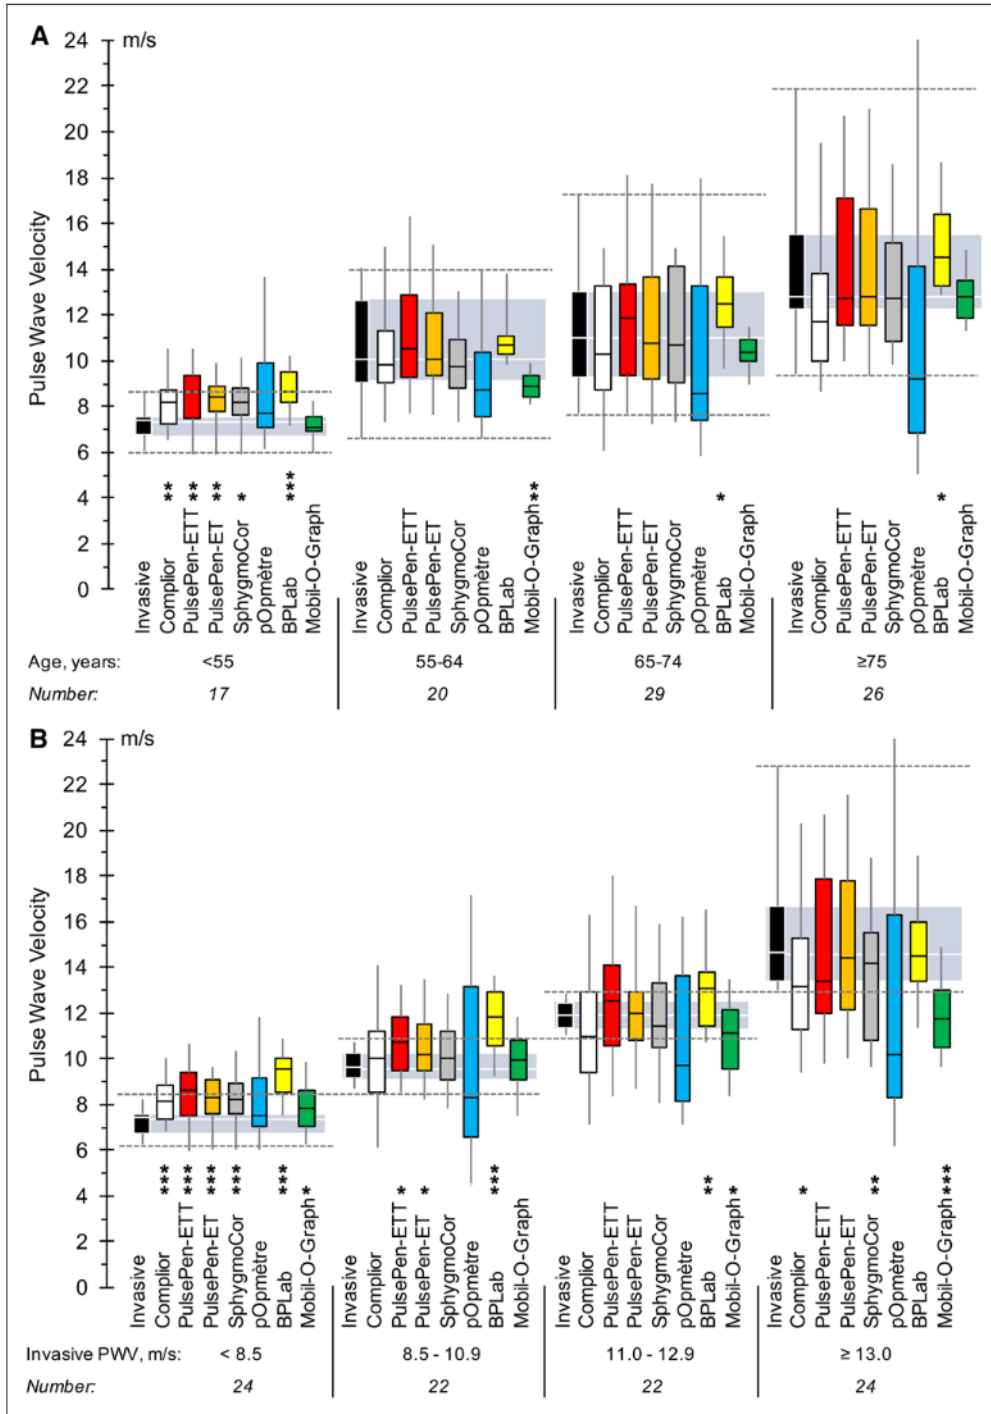 A
24 m/s
22
20
18
16
14
12
10
8
6
4
2
0
Pulse Wave Velocity
** ** ** * *** ** * *
Invasive Complior PulsePen-ETT PulsePen-ET SphygmoCor pOpmètre BPLab Mobil-O-Graph Invasive Complior PulsePen-ETT PulsePen-ET SphygmoCor pOpmètre BPLab Mobil-O-Graph Invasive Complior PulsePen-ETT PulsePen-ET SphygmoCor pOpmètre BPLab Mobil-O-Graph Invasive Complior PulsePen-ETT PulsePen-ET SphygmoCor pOpmètre BPLab Mobil-O-Graph
Age, years: <55 55-64 65-74 ≥75
Number: 17 20 29 26
B
24 m/s
22
20
18
16
14
12
10
8
6
4
2
0
Pulse Wave Velocity
*** *** *** *** *** * * * *** ** * * ** ***
Invasive Complior PulsePen-ETT PulsePen-ET SphygmoCor pOpmètre BPLab Mobil-O-Graph Invasive Complior PulsePen-ETT PulsePen-ET SphygmoCor pOpmètre BPLab Mobil-O-Graph Invasive Complior PulsePen-ETT PulsePen-ET SphygmoCor pOpmètre BPLab Mobil-O-Graph Invasive Complior PulsePen-ETT PulsePen-ET SphygmoCor pOpmètre BPLab Mobil-O-Graph
Invasive PWV, m/s: < 8.5 8.5 - 10.9 11.0 - 12.9 ≥ 13.0
Number: 24 22 22 24